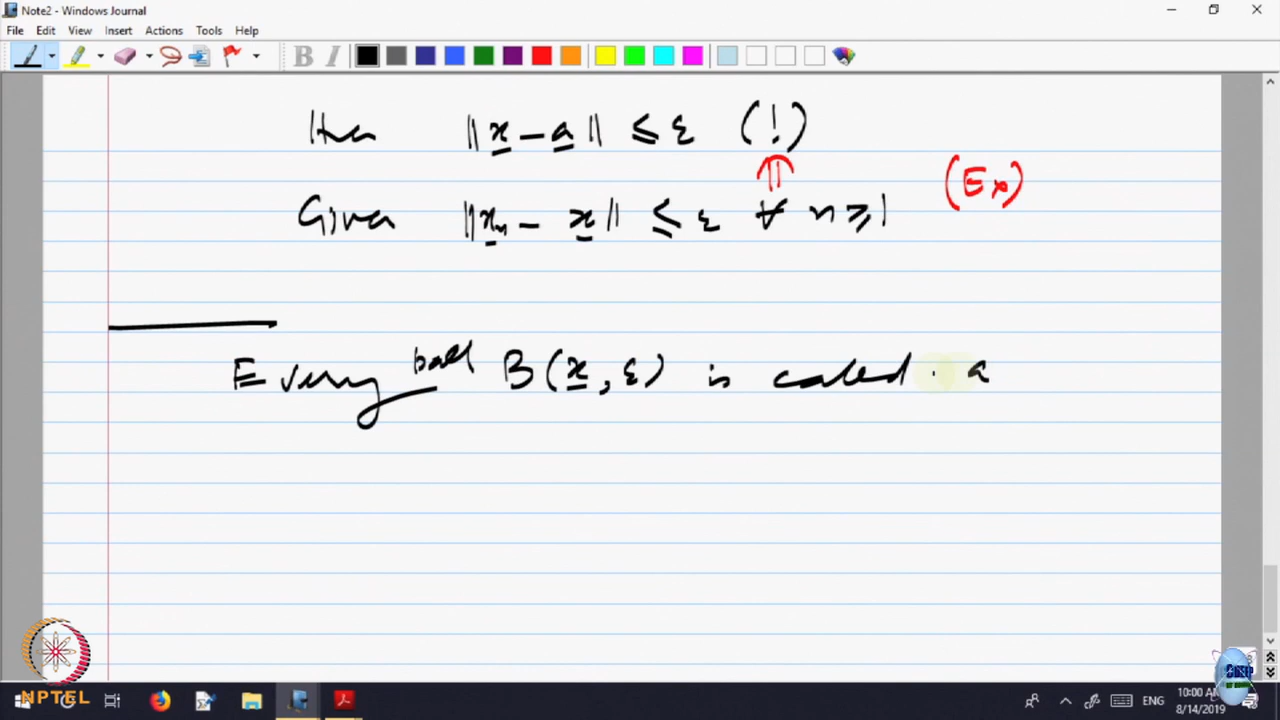 Note2 - Windows Journal
File Edit View Insert Actions Tools Help
B I
then ‖x - a‖ ≤ ε (!)
⇑
(Ex)
Given ‖xₙ - x‖ ≤ ε ∀ n ≥ 1
Every ball B(x, ε) is called a
NPTEL
ENG
10:00 AM
8/14/2019